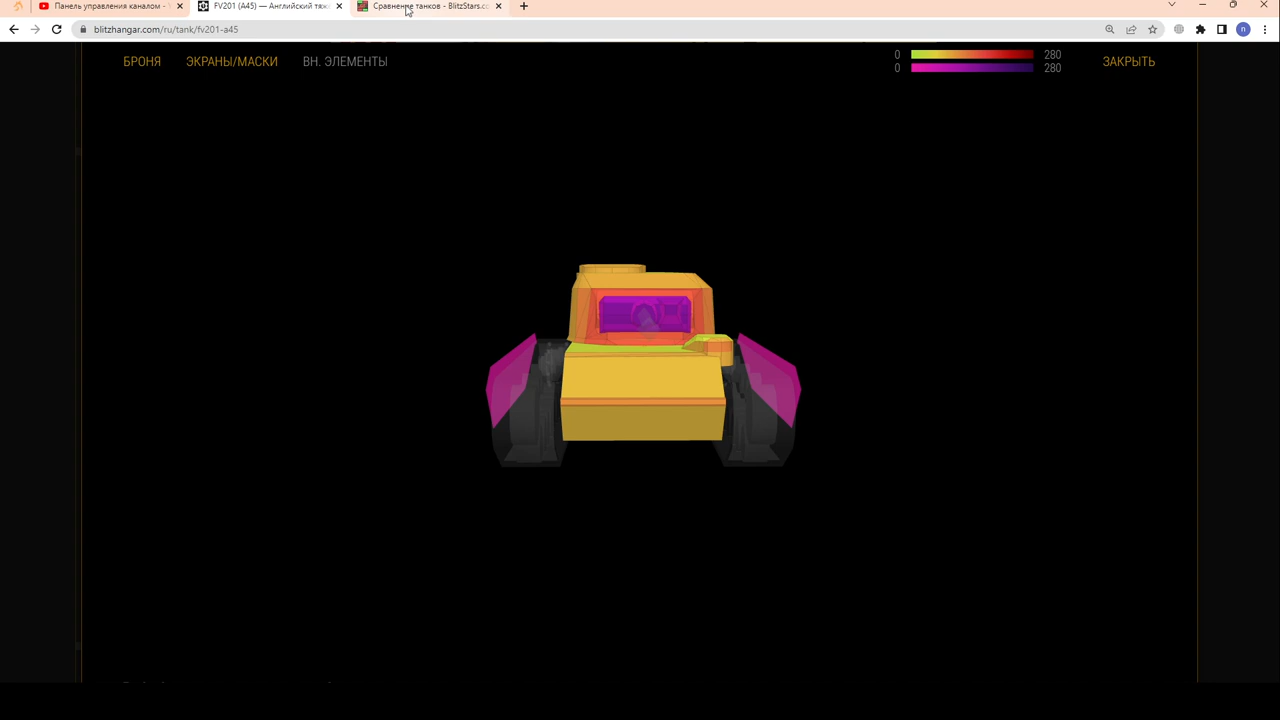 Панель управления каналом -
FV201 (A45) — Английский тяж
Сравнение танков - BlitzStars.co
blitzhangar.com/ru/tank/fv201-a45
n
БРОНЯ ЭКРАНЫ/МАСКИ ВН. ЭЛЕМЕНТЫ 0 280 ЗАКРЫТЬ
0 280